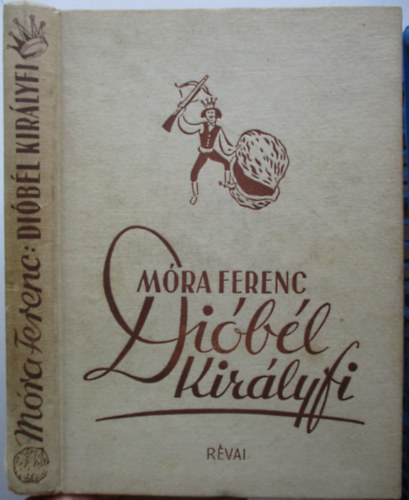 Móra Ferenc: DIÓBÉL KIRÁLYFI
MÓRA FERENC
Dióbél
Királyfi
RÉVAI